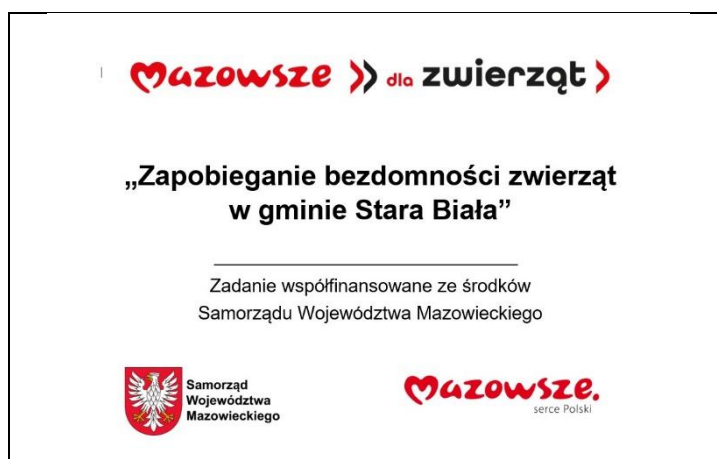 Mazowsze dla zwierząt
„Zapobieganie bezdomności zwierząt
w gminie Stara Biała”
Zadanie współfinansowane ze środków
Samorządu Województwa Mazowieckiego
Samorząd
Województwa
Mazowieckiego
Mazowsze.
serce Polski